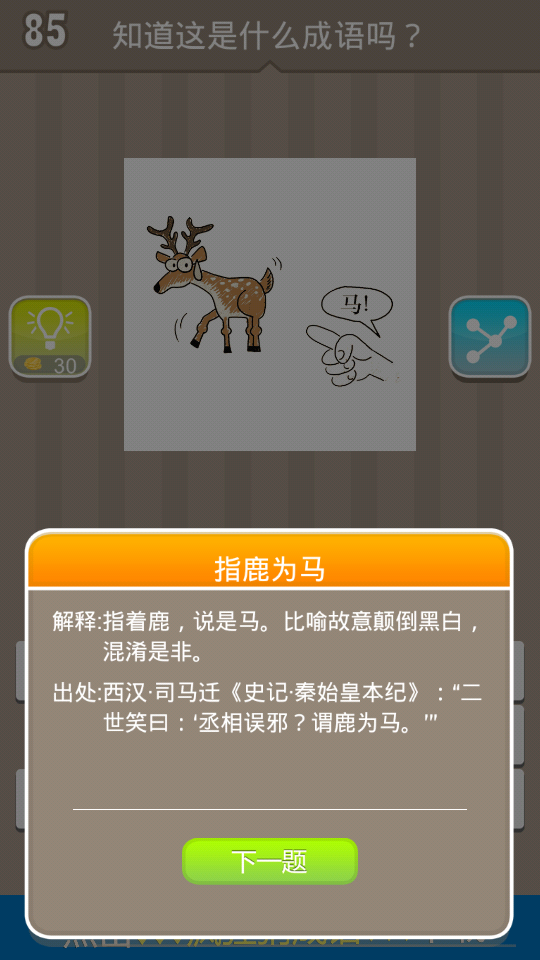 85
知道这是什么成语吗？
马!
30
指鹿为马
解释:指着鹿，说是马。比喻故意颠倒黑白，
混淆是非。
出处:西汉·司马迁《史记·秦始皇本纪》：“二
世笑曰：‘丞相误邪？谓鹿为马。’”
下一题